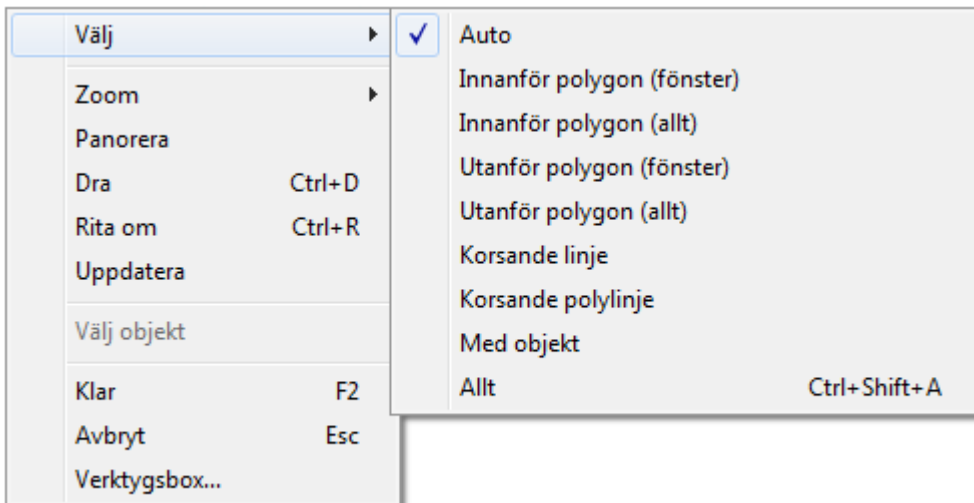 Välj
Zoom
Panorera
Dra Ctrl+D
Rita om Ctrl+R
Uppdatera
Välj objekt
Klar F2
Avbryt Esc
Verktygsbox...
Auto
Innanför polygon (fönster)
Innanför polygon (allt)
Utanför polygon (fönster)
Utanför polygon (allt)
Korsande linje
Korsande polylinje
Med objekt
Allt Ctrl+Shift+A